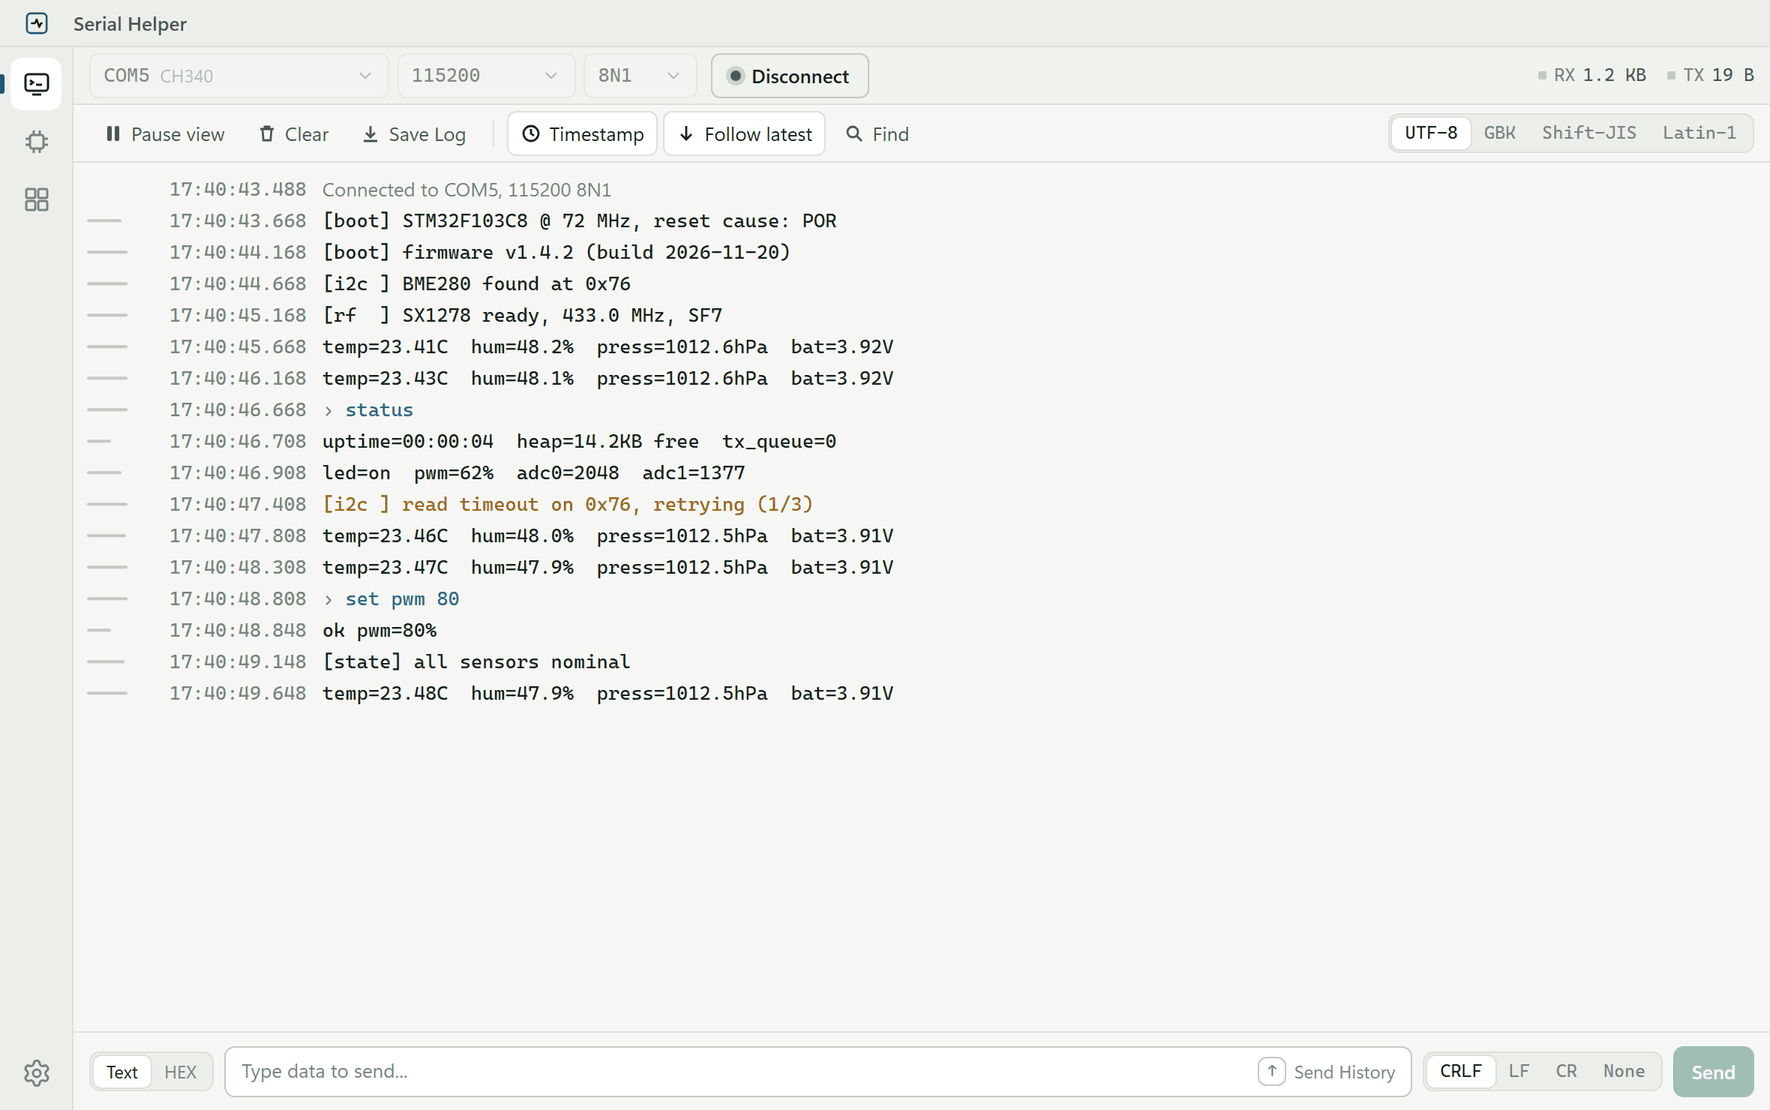 Serial Helper
COM5 CH340 115200 8N1 Disconnect RX 1.2 KB TX 19 B
Pause view Clear Save Log Timestamp Follow latest Find UTF-8 GBK Shift-JIS Latin-1
17:40:43.488 Connected to COM5, 115200 8N1
17:40:43.668 [boot] STM32F103C8 @ 72 MHz, reset cause: POR
17:40:44.168 [boot] firmware v1.4.2 (build 2026-11-20)
17:40:44.668 [i2c ] BME280 found at 0x76
17:40:45.168 [rf  ] SX1278 ready, 433.0 MHz, SF7
17:40:45.668 temp=23.41C  hum=48.2%  press=1012.6hPa  bat=3.92V
17:40:46.168 temp=23.43C  hum=48.1%  press=1012.6hPa  bat=3.92V
17:40:46.668 › status
17:40:46.708 uptime=00:00:04  heap=14.2KB free  tx_queue=0
17:40:46.908 led=on  pwm=62%  adc0=2048  adc1=1377
17:40:47.408 [i2c ] read timeout on 0x76, retrying (1/3)
17:40:47.808 temp=23.46C  hum=48.0%  press=1012.5hPa  bat=3.91V
17:40:48.308 temp=23.47C  hum=47.9%  press=1012.5hPa  bat=3.91V
17:40:48.808 › set pwm 80
17:40:48.848 ok pwm=80%
17:40:49.148 [state] all sensors nominal
17:40:49.648 temp=23.48C  hum=47.9%  press=1012.5hPa  bat=3.91V
Text HEX Type data to send... ↑ Send History CRLF LF CR None Send